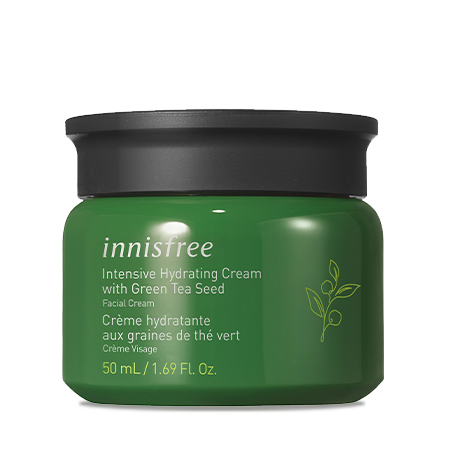 innisfree
Intensive Hydrating Cream
with Green Tea Seed
Facial Cream
Crème hydratante
aux graines de thé vert
Crème Visage
50 mL / 1.69 Fl. Oz.